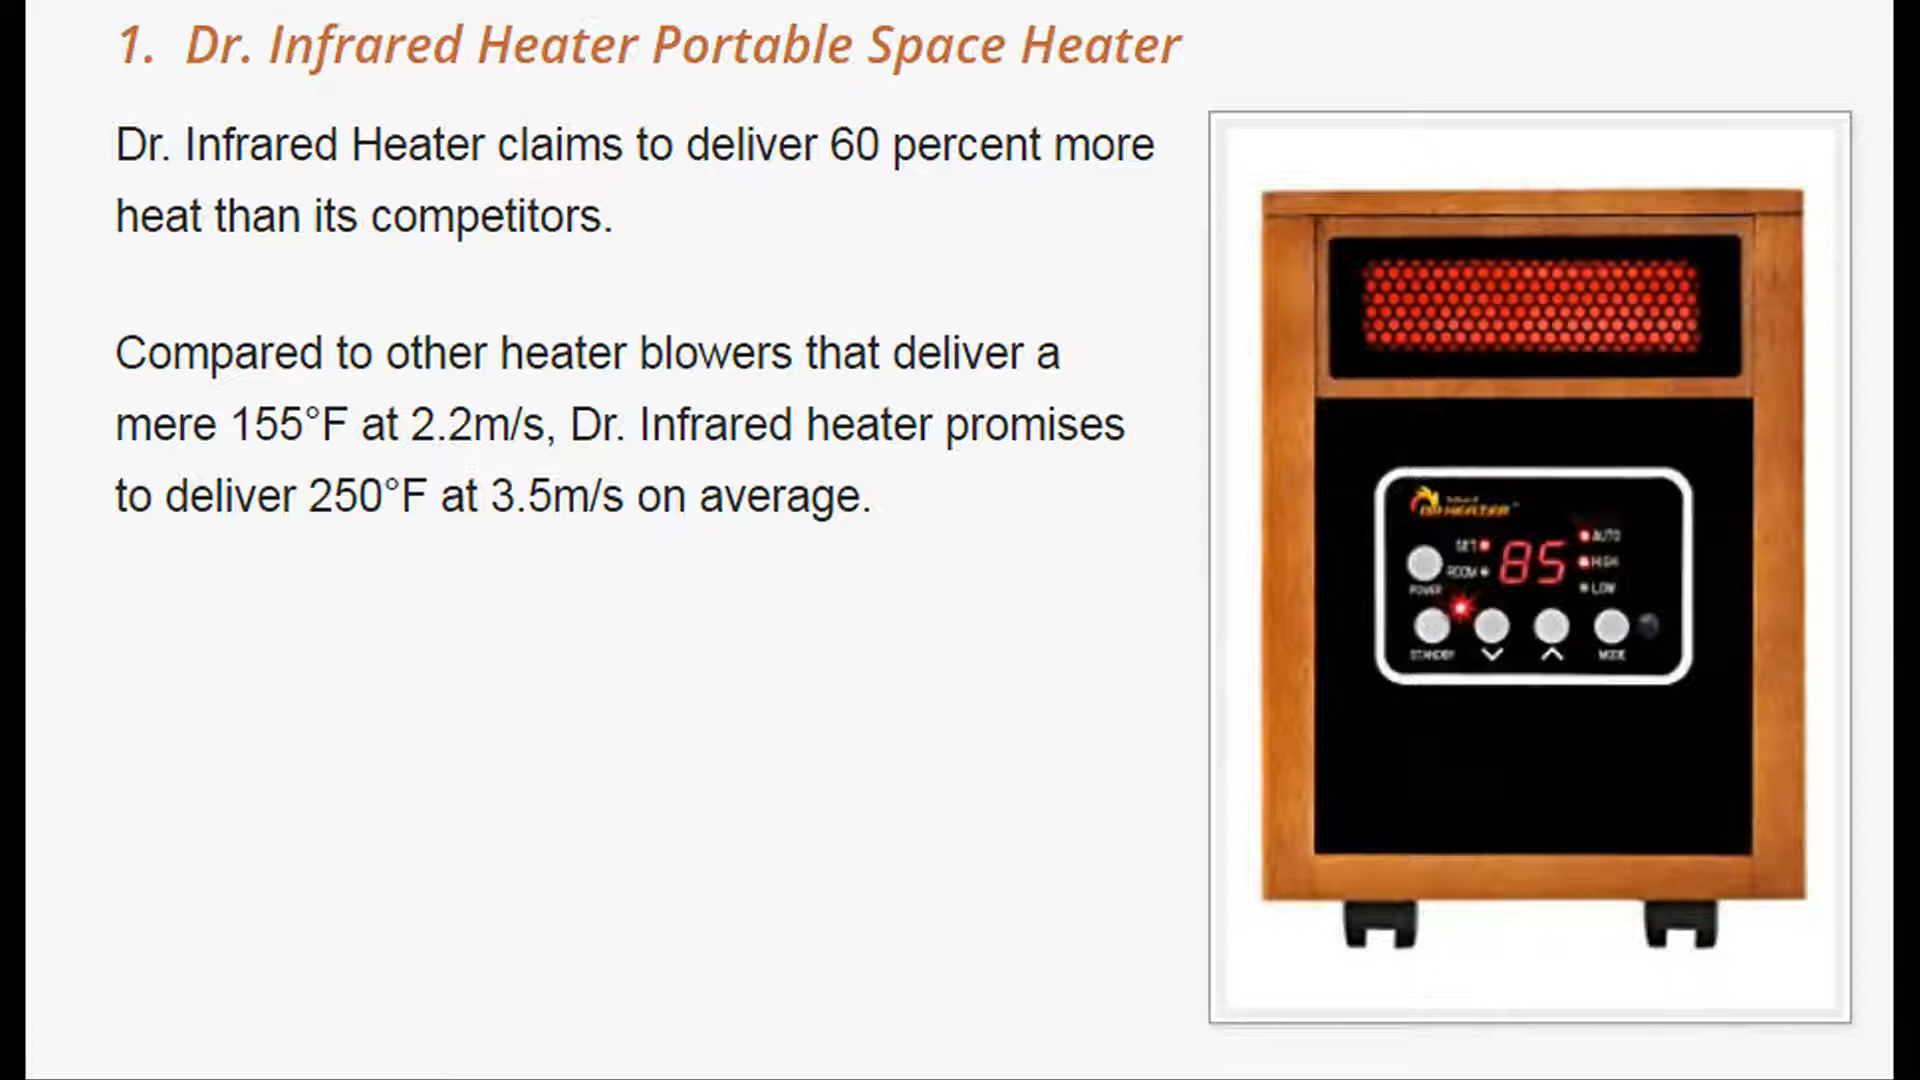 1. Dr. Infrared Heater Portable Space Heater
Dr. Infrared Heater claims to deliver 60 percent more
heat than its competitors.
Compared to other heater blowers that deliver a
mere 155°F at 2.2m/s, Dr. Infrared heater promises
to deliver 250°F at 3.5m/s on average.
HEATER
SET
85
AUTO
ROOM
HIGH
POWER
LOW
STANDBY
MODE